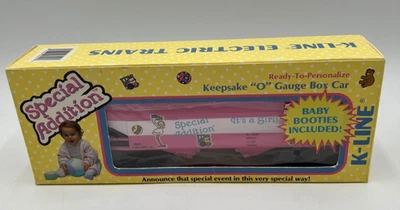 K-LINE ELECTRIC TRAINS
Ready-To-Personalize
Keepsake "O" Gauge Box Car
Special
Addition
BABY
BOOTIES
INCLUDED!
K-LINE
Special
Addition
It's a Girl
Announce that special event in this very special way!